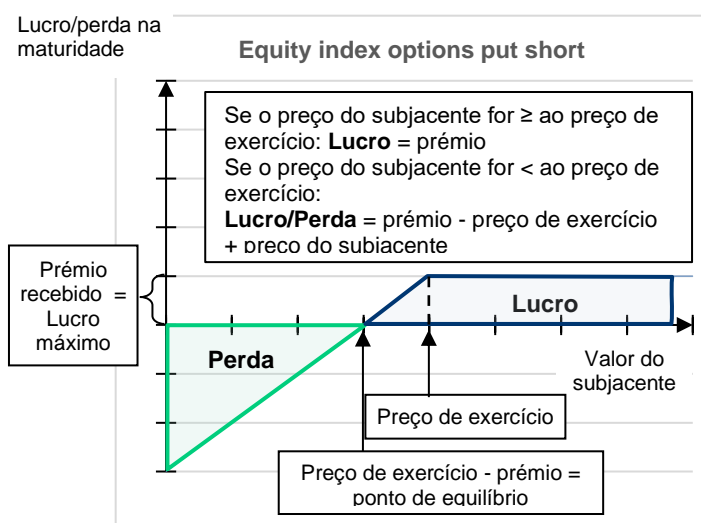 Lucro/perda na
maturidade
Equity index options put short
Se o preço do subjacente for ≥ ao preço de
exercício: Lucro = prémio
Se o preço do subjacente for < ao preço de
exercício:
Lucro/Perda = prémio - preço de exercício
+ preço do subjacente
Prémio
recebido =
Lucro
máximo
Lucro
Perda
Valor do
subjacente
Preço de exercício
Preço de exercício - prémio =
ponto de equilíbrio